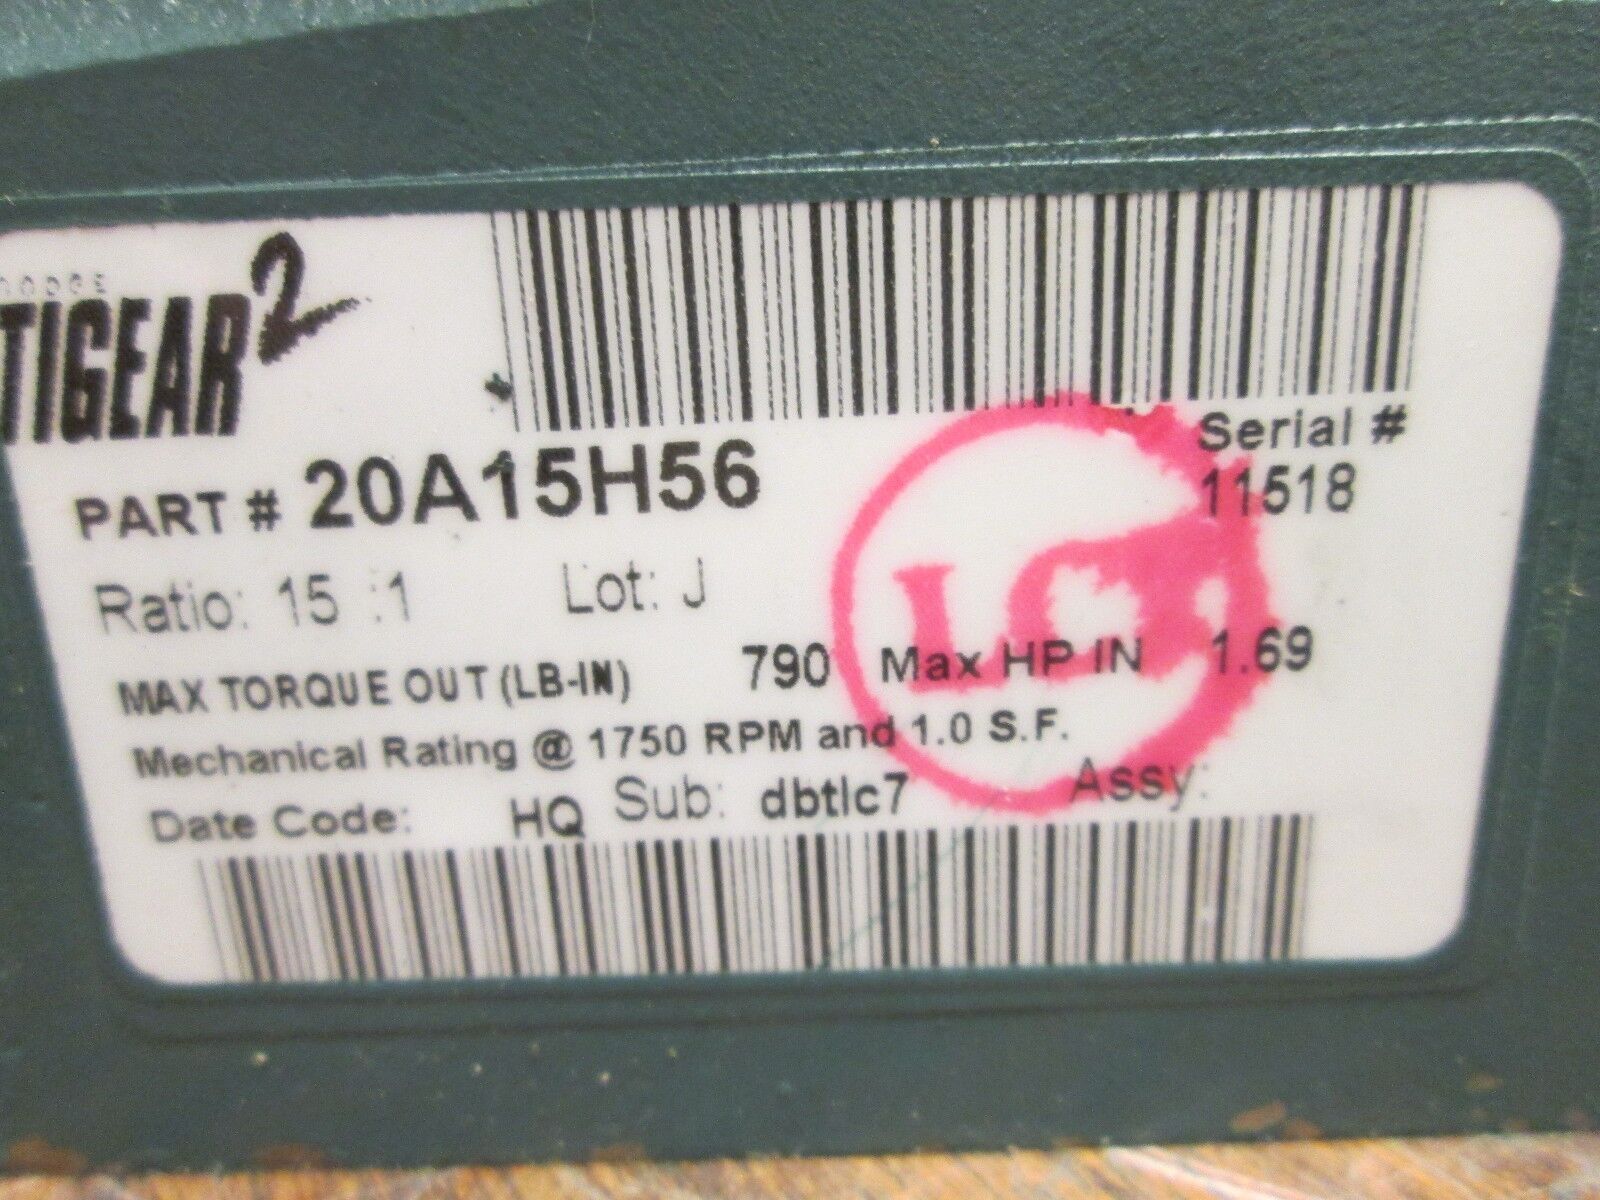 DODGE
TIGEAR2
PART # 20A15H56
Serial #
11518
Ratio: 15 :1 Lot: J
MAX TORQUE OUT (LB-IN) 790 Max HP IN 1.69
Mechanical Rating @ 1750 RPM and 1.0 S.F.
Date Code: HQ Sub: dbtlc7 Assy: